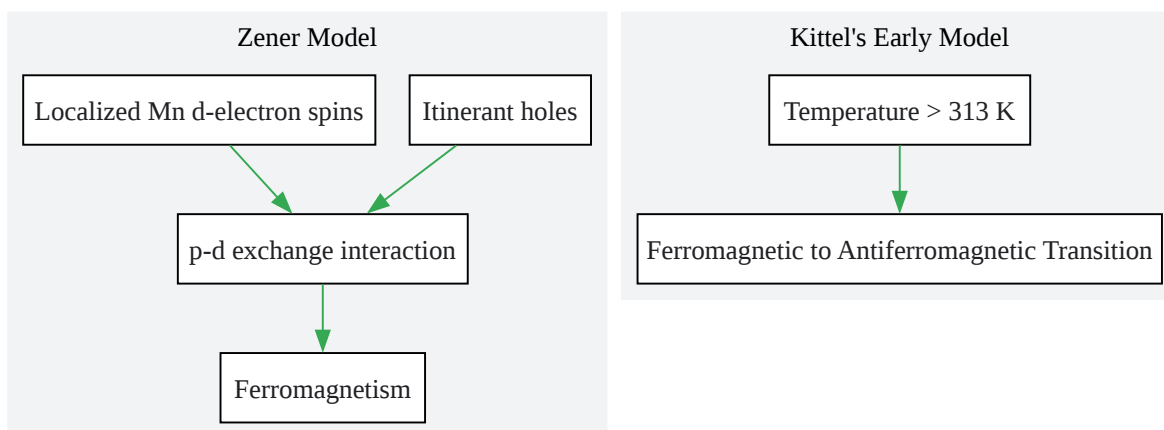 Zener Model
Localized Mn d-electron spins
Itinerant holes
p-d exchange interaction
Ferromagnetism
Kittel's Early Model
Temperature > 313 K
Ferromagnetic to Antiferromagnetic Transition